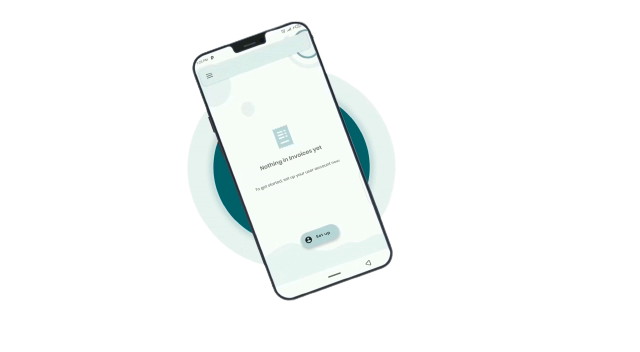 Nothing in Invoices yet
To get started, set up your user account now.
Set up